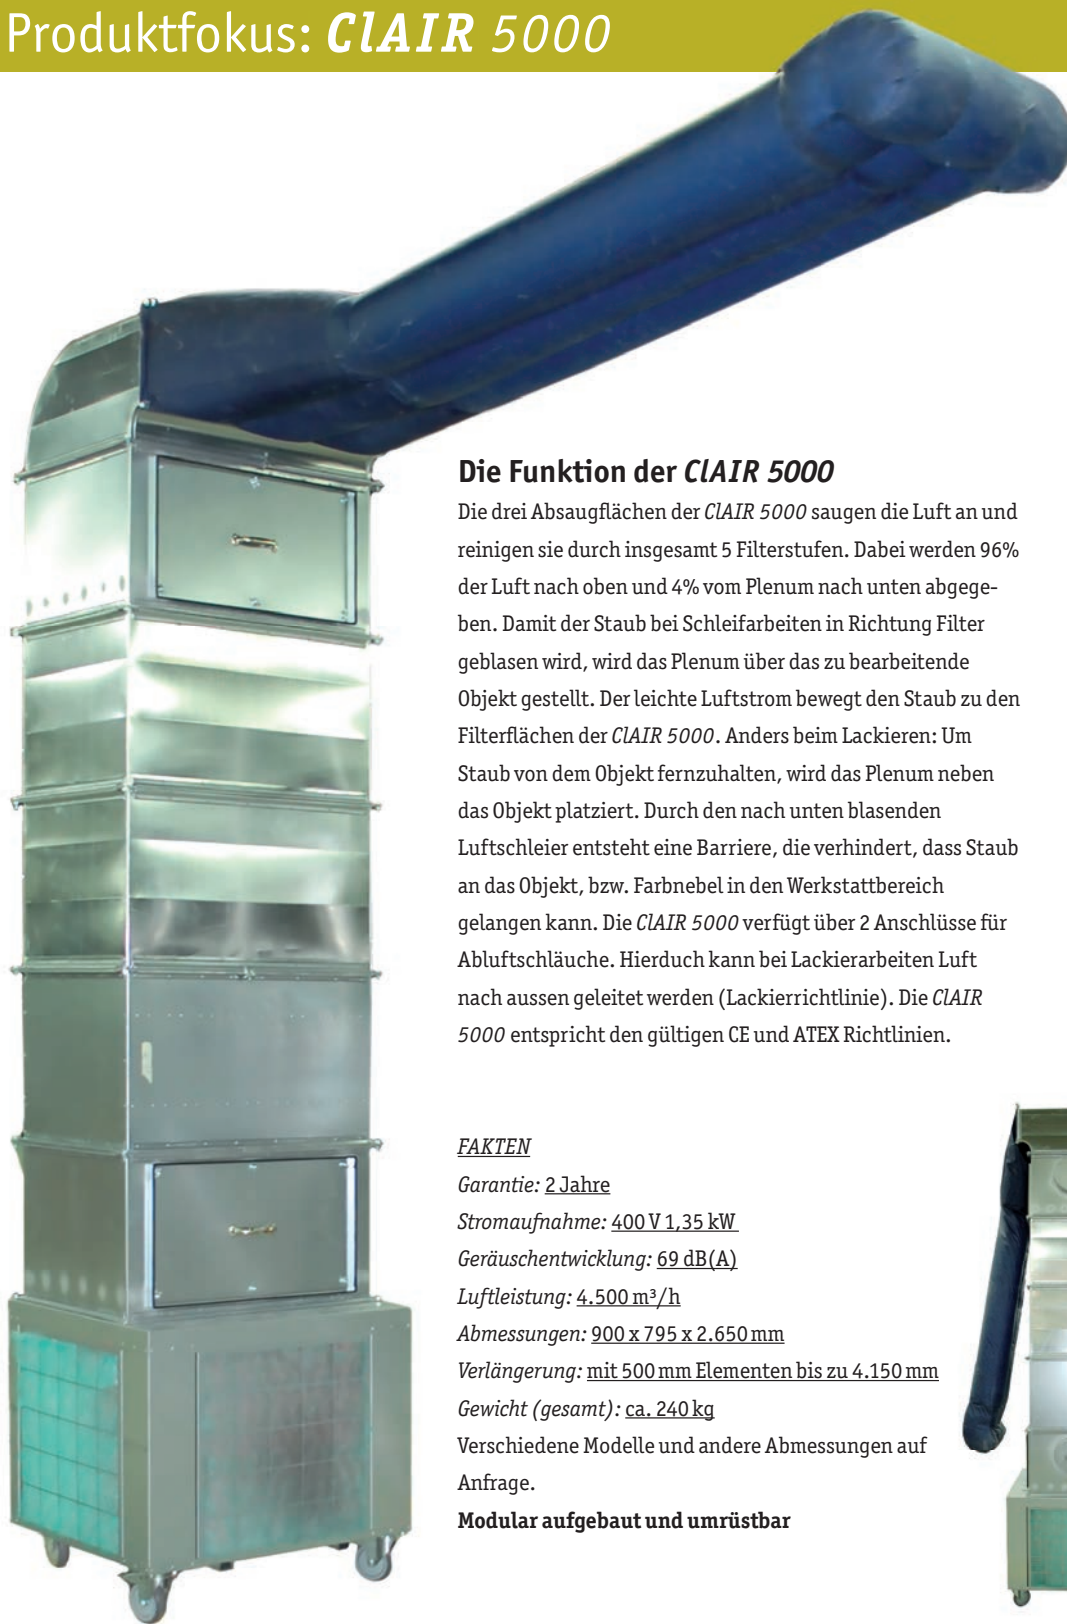 Produktfokus: ClAIR 5000
Die Funktion der ClAIR 5000
Die drei Absaugflächen der ClAIR 5000 saugen die Luft an und
reinigen sie durch insgesamt 5 Filterstufen. Dabei werden 96%
der Luft nach oben und 4% vom Plenum nach unten abgege-
ben. Damit der Staub bei Schleifarbeiten in Richtung Filter
geblasen wird, wird das Plenum über das zu bearbeitende
Objekt gestellt. Der leichte Luftstrom bewegt den Staub zu den
Filterflächen der ClAIR 5000. Anders beim Lackieren: Um
Staub von dem Objekt fernzuhalten, wird das Plenum neben
das Objekt platziert. Durch den nach unten blasenden
Luftschleier entsteht eine Barriere, die verhindert, dass Staub
an das Objekt, bzw. Farbnebel in den Werkstattbereich
gelangen kann. Die ClAIR 5000 verfügt über 2 Anschlüsse für
Abluftschläuche. Hierduch kann bei Lackierarbeiten Luft
nach aussen geleitet werden (Lackierrichtlinie). Die ClAIR
5000 entspricht den gültigen CE und ATEX Richtlinien.
FAKTEN
Garantie: 2 Jahre
Stromaufnahme: 400 V 1,35 kW
Geräuschentwicklung: 69 dB(A)
Luftleistung: 4.500 m³/h
Abmessungen: 900 x 795 x 2.650 mm
Verlängerung: mit 500 mm Elementen bis zu 4.150 mm
Gewicht (gesamt): ca. 240 kg
Verschiedene Modelle und andere Abmessungen auf
Anfrage.
Modular aufgebaut und umrüstbar